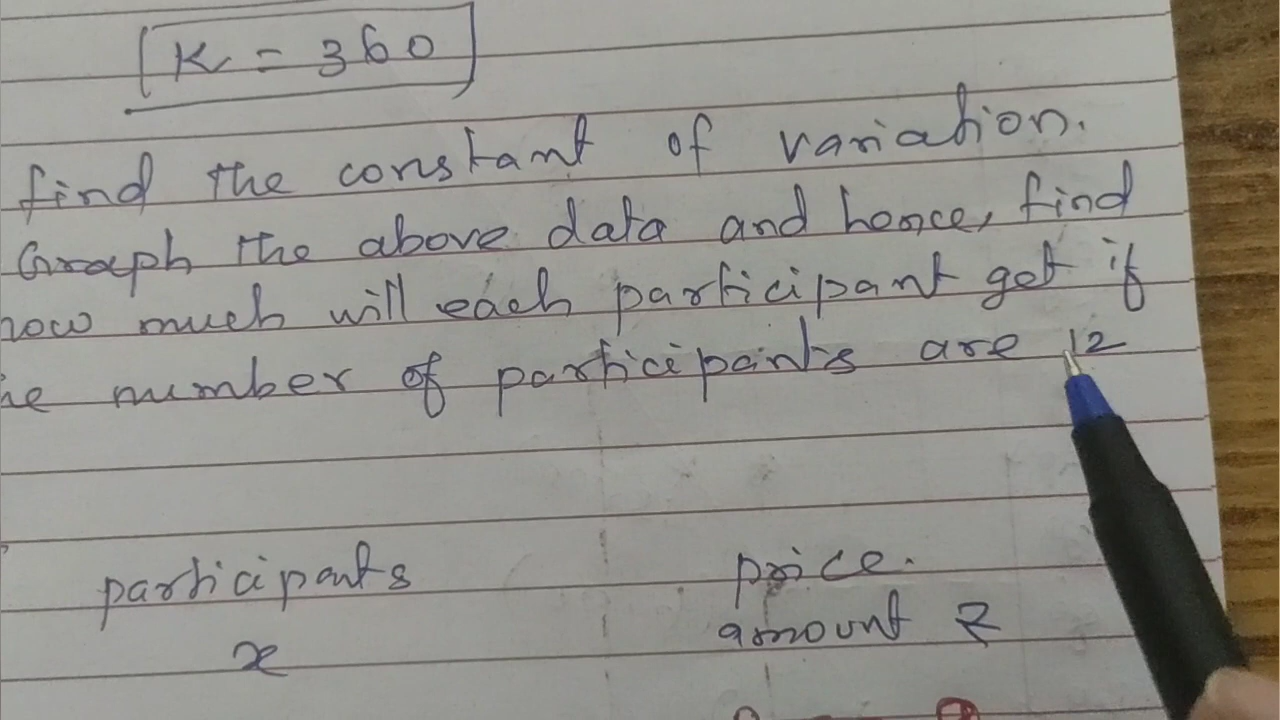 K = 360
find the constant of variation.
Graph the above data and hence, find
how much will each participant get if
he number of participants are 12
participants price.
x amount ₹